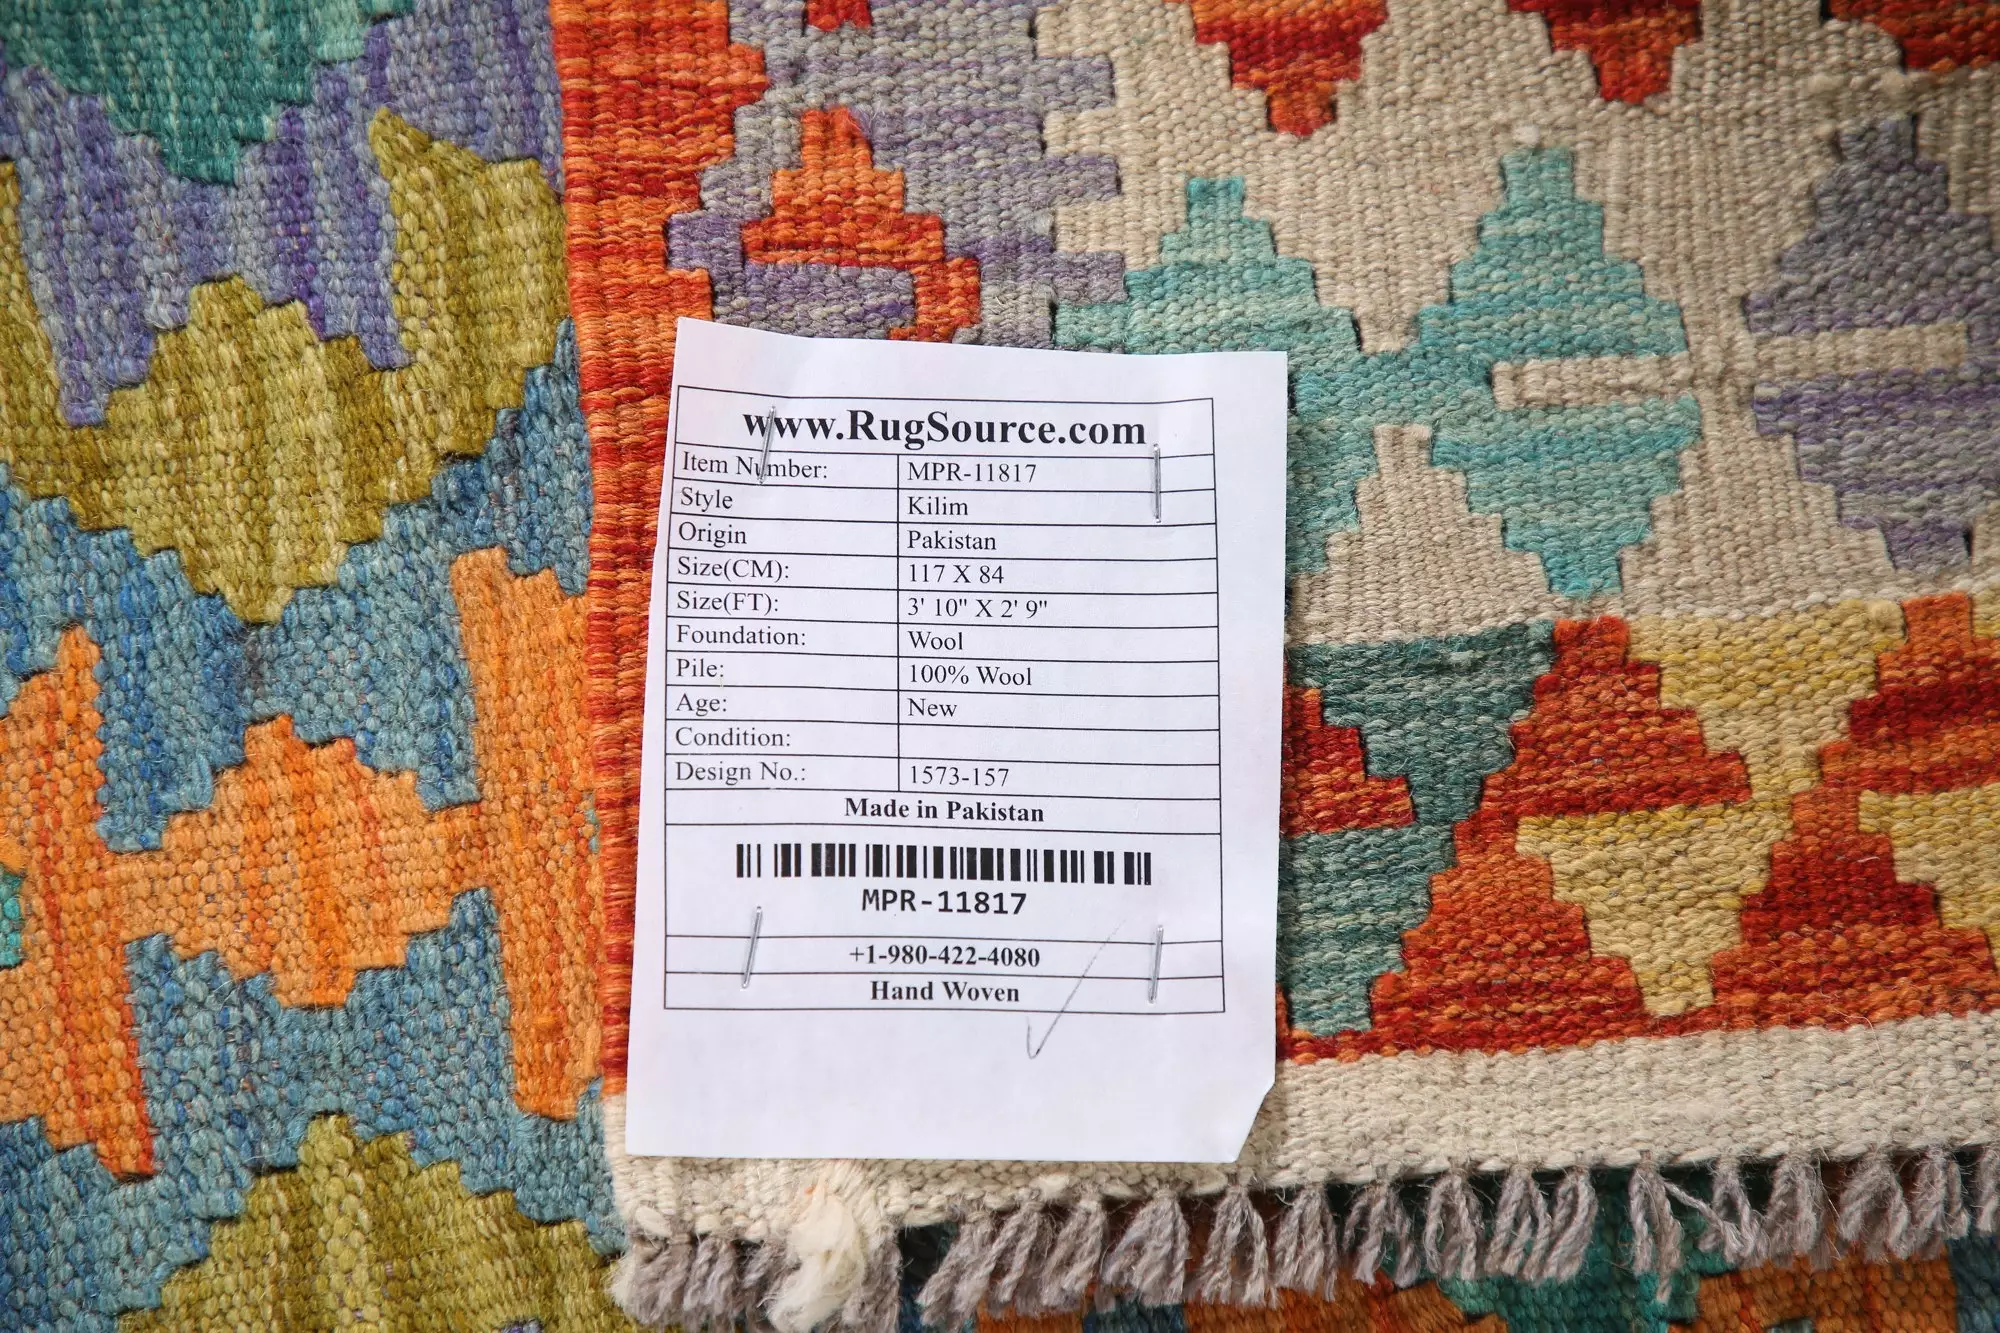 www.RugSource.com
Item Number: MPR-11817
Style Kilim
Origin Pakistan
Size(CM): 117 X 84
Size(FT): 3' 10" X 2' 9"
Foundation: Wool
Pile: 100% Wool
Age: New
Condition:
Design No.: 1573-157
Made in Pakistan
MPR-11817
+1-980-422-4080
Hand Woven